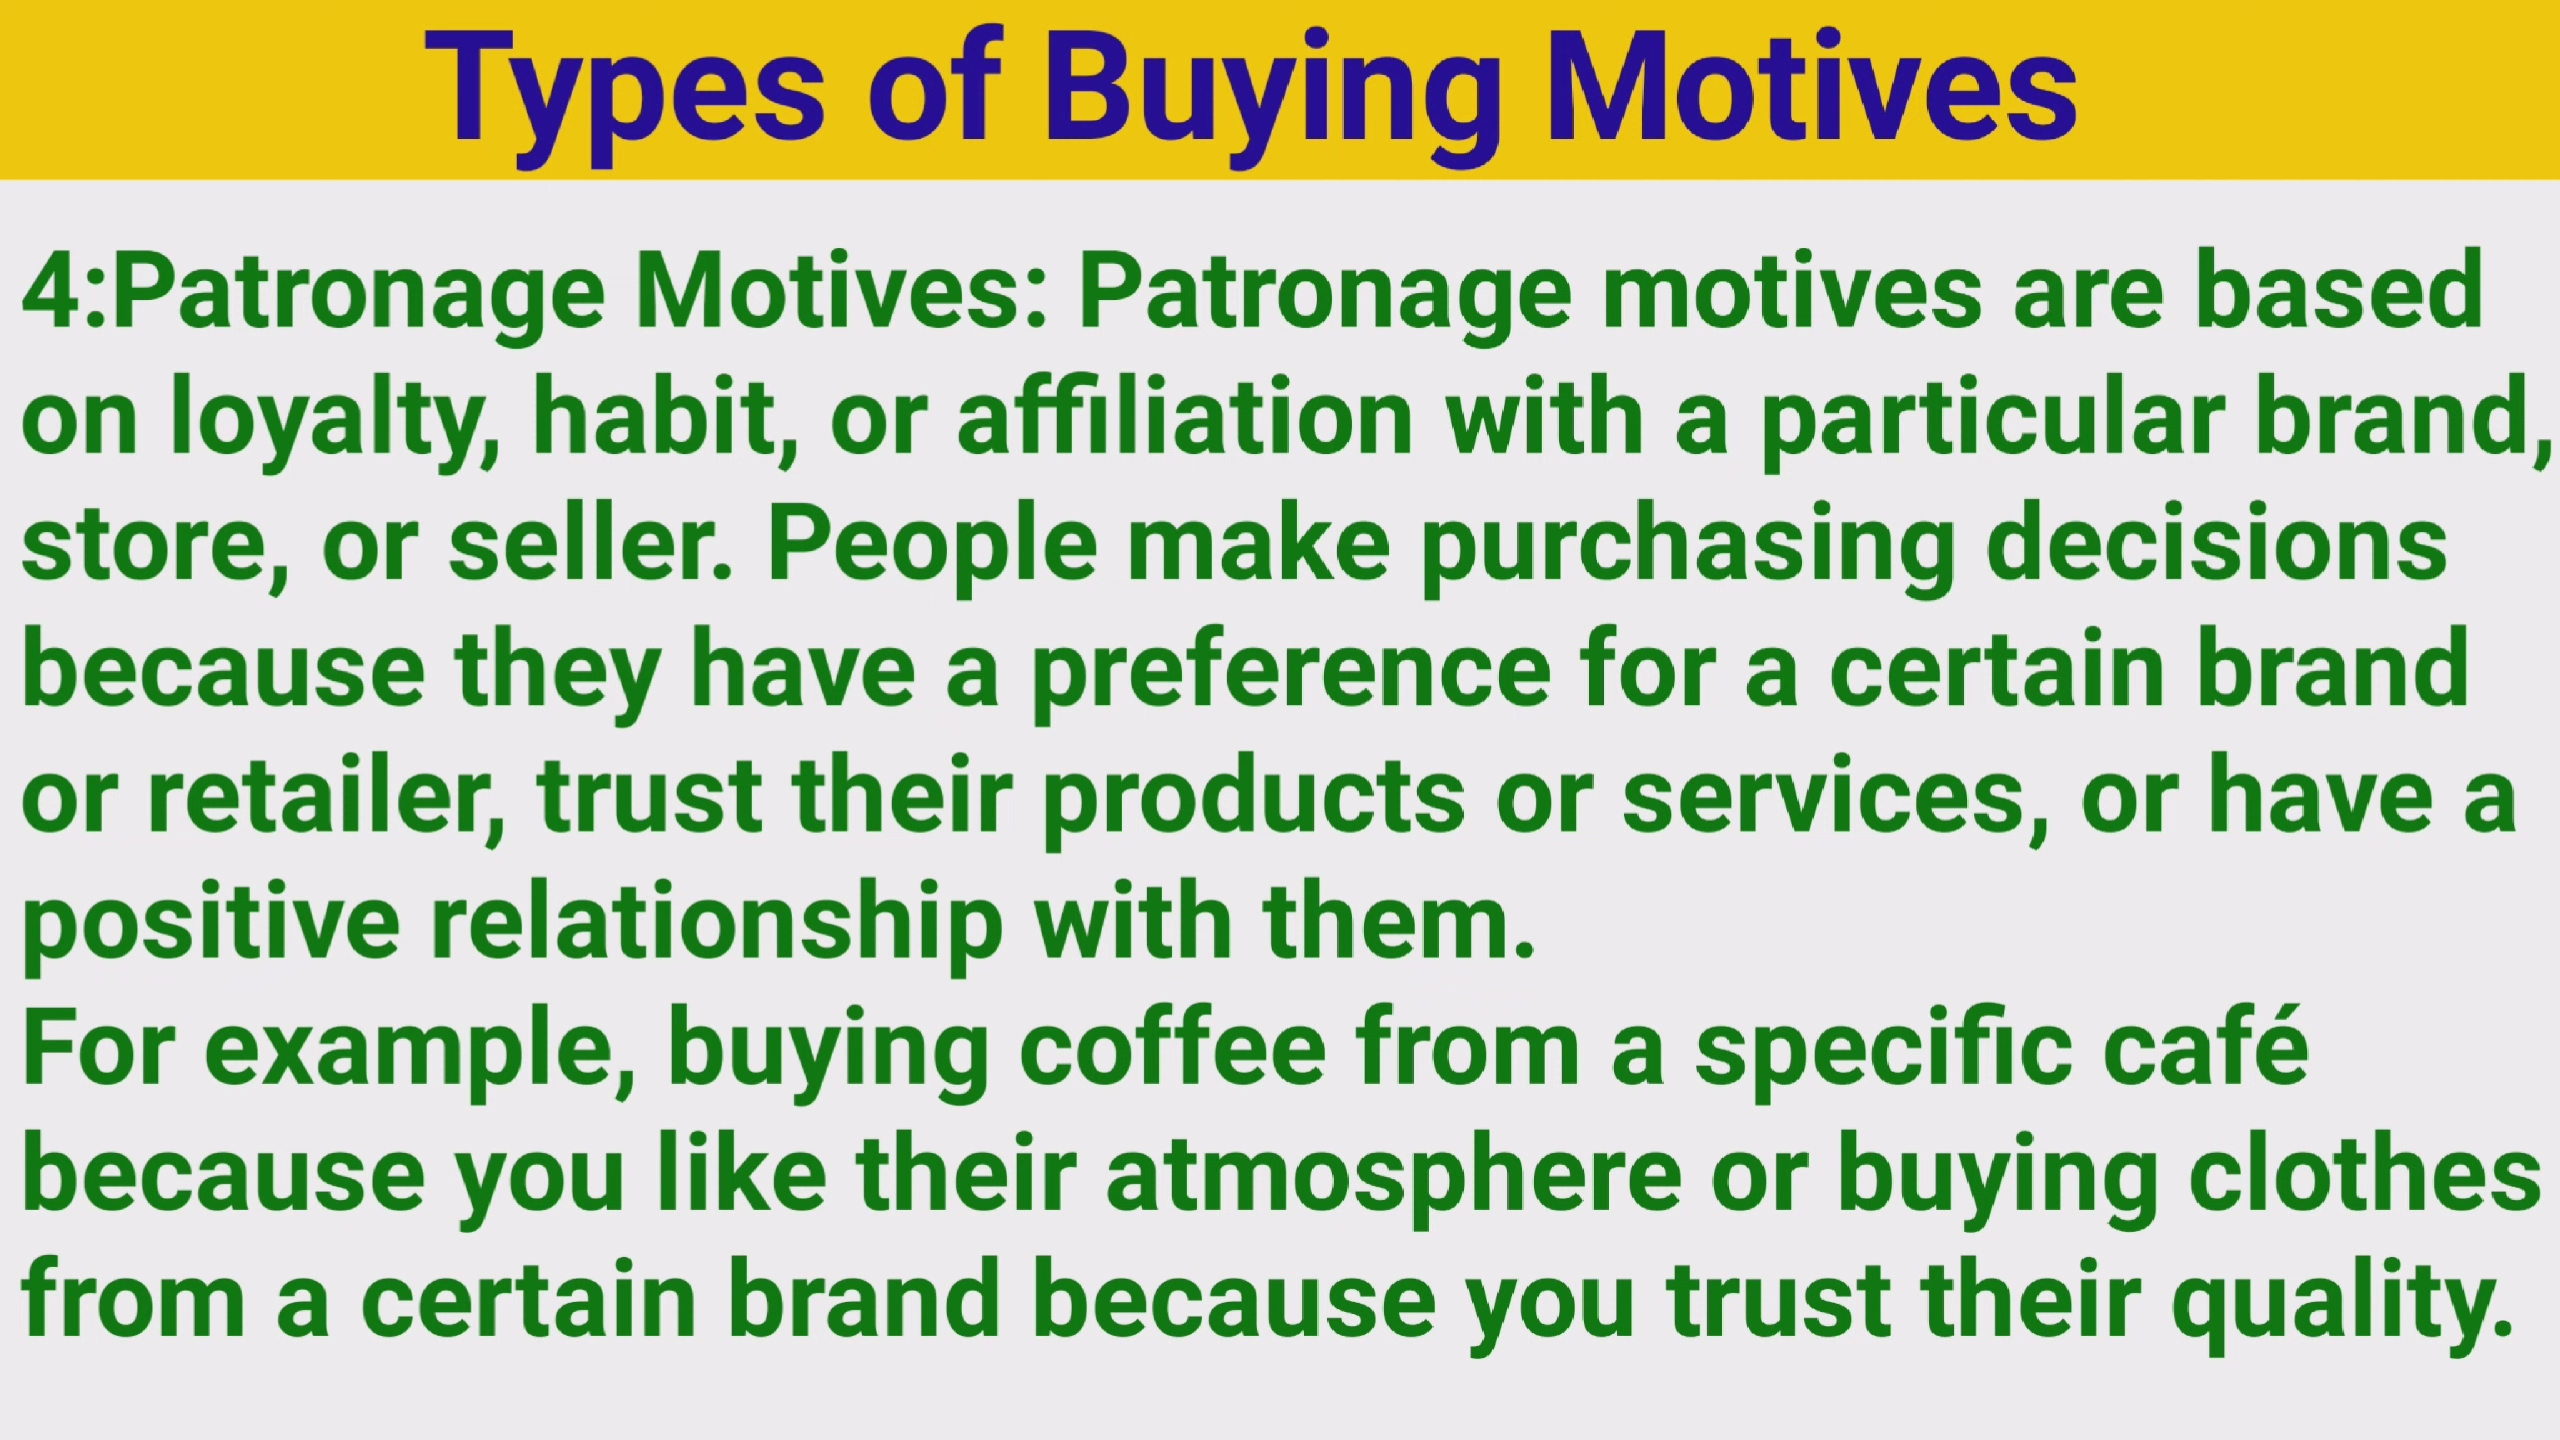 Types of Buying Motives
4:Patronage Motives: Patronage motives are based
on loyalty, habit, or affiliation with a particular brand,
store, or seller. People make purchasing decisions
because they have a preference for a certain brand
or retailer, trust their products or services, or have a
positive relationship with them.
For example, buying coffee from a specific café
because you like their atmosphere or buying clothes
from a certain brand because you trust their quality.